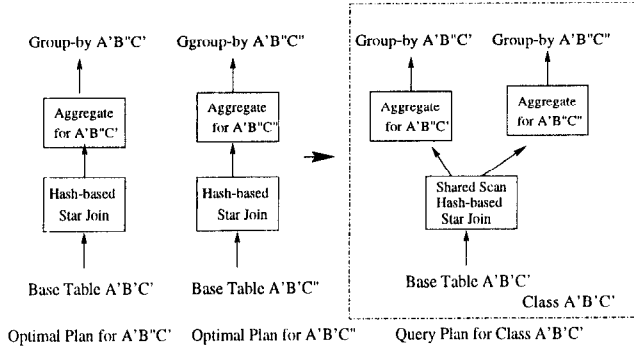 Group-by A'B"C'
Ggroup-by A'B"C"
Group-by A'B"C'
Group-by A'B"C"
Aggregate
for A'B"C'
Aggregate
for A'B"C"
Aggregate
for A'B"C'
Aggregate
for A'B"C"
Hash-based
Star Join
Hash-based
Star Join
Shared Scan
Hash-based
Star Join
Base Table A'B'C'
Base Table A'B'C"
Base Table A'B'C'
Class A'B'C'
Optimal Plan for A'B"C'
Optimal Plan for A'B"C"
Query Plan for Class A'B'C'